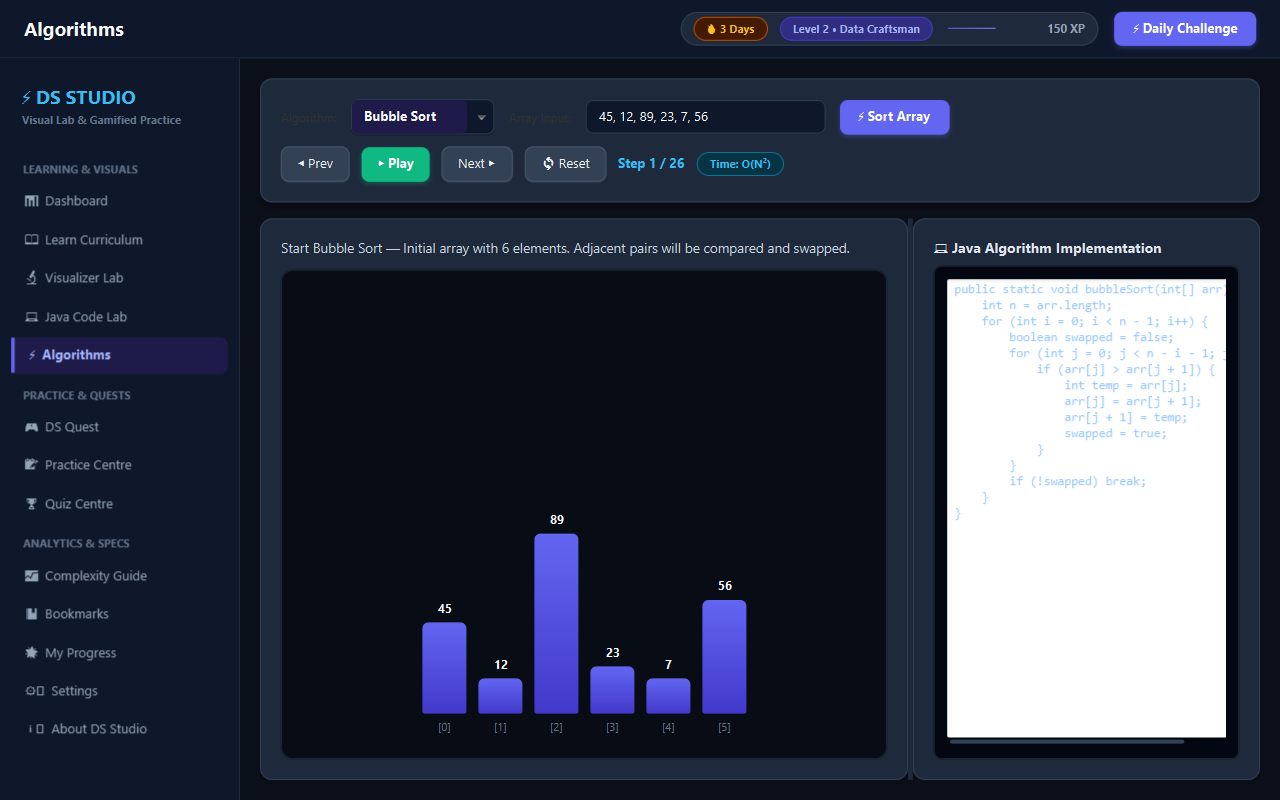 Algorithms
3 Days
Level 2 • Data Craftsman
150 XP
⚡ Daily Challenge
⚡ DS STUDIO
Visual Lab & Gamified Practice
LEARNING & VISUALS
Dashboard
Learn Curriculum
Visualizer Lab
Java Code Lab
⚡ Algorithms
PRACTICE & QUESTS
DS Quest
Practice Centre
Quiz Centre
ANALYTICS & SPECS
Complexity Guide
Bookmarks
My Progress
Settings
About DS Studio
Algorithm:
Bubble Sort
Array Input:
45, 12, 89, 23, 7, 56
⚡ Sort Array
◂ Prev
▸ Play
Next ▸
Reset
Step 1 / 26
Time: O(N²)
Start Bubble Sort — Initial array with 6 elements. Adjacent pairs will be compared and swapped.
45
12
89
23
7
56
[0]
[1]
[2]
[3]
[4]
[5]
Java Algorithm Implementation
public static void bubbleSort(int[] arr)
    int n = arr.length;
    for (int i = 0; i < n - 1; i++) {
        boolean swapped = false;
        for (int j = 0; j < n - i - 1;
            if (arr[j] > arr[j + 1]) {
                int temp = arr[j];
                arr[j] = arr[j + 1];
                arr[j + 1] = temp;
                swapped = true;
            }
        }
        if (!swapped) break;
    }
}